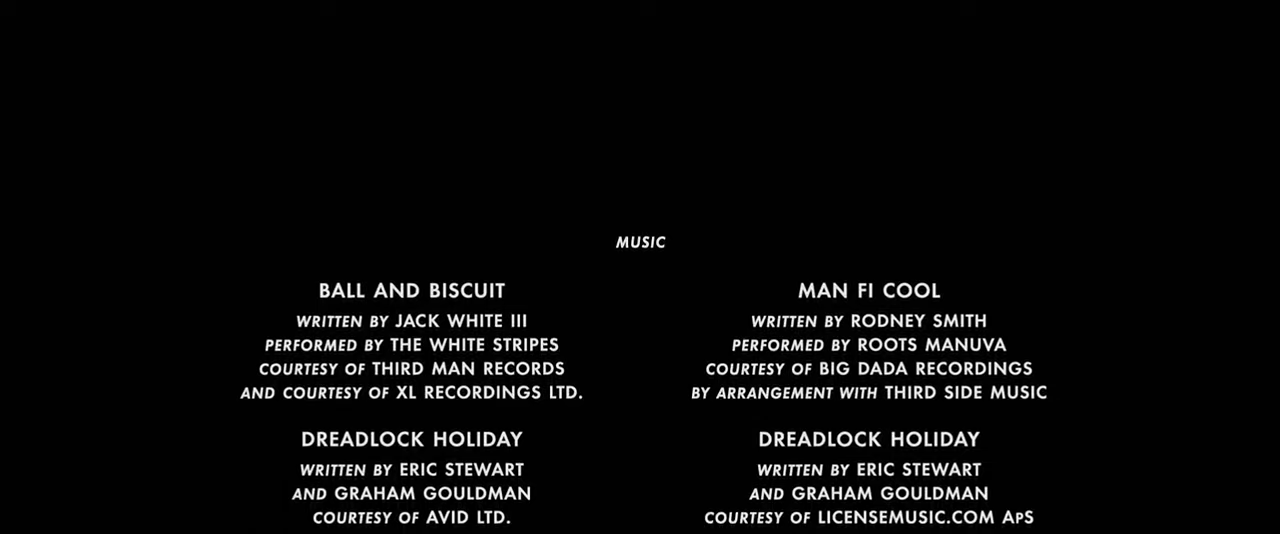 MUSIC
BALL AND BISCUIT
WRITTEN BY JACK WHITE III
PERFORMED BY THE WHITE STRIPES
COURTESY OF THIRD MAN RECORDS
AND COURTESY OF XL RECORDINGS LTD.
DREADLOCK HOLIDAY
WRITTEN BY ERIC STEWART
AND GRAHAM GOULDMAN
COURTESY OF AVID LTD.
MAN FI COOL
WRITTEN BY RODNEY SMITH
PERFORMED BY ROOTS MANUVA
COURTESY OF BIG DADA RECORDINGS
BY ARRANGEMENT WITH THIRD SIDE MUSIC
DREADLOCK HOLIDAY
WRITTEN BY ERIC STEWART
AND GRAHAM GOULDMAN
COURTESY OF LICENSEMUSIC.COM ApS